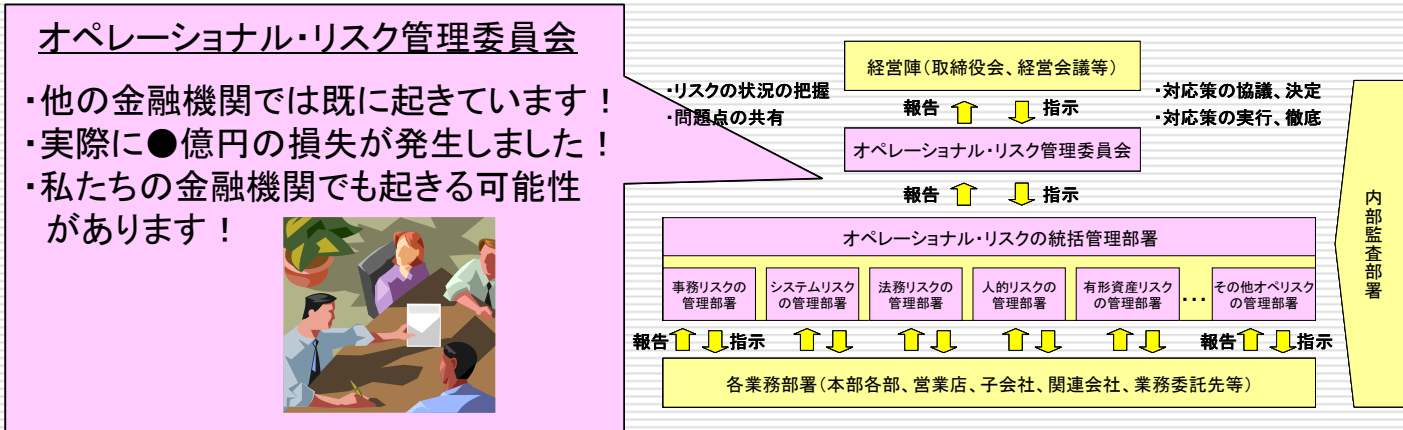 オペレーショナル・リスク管理委員会
・他の金融機関では既に起きています！
・実際に●億円の損失が発生しました！
・私たちの金融機関でも起きる可能性
があります！
経営陣（取締役会、経営会議等）
・リスクの状況の把握
・問題点の共有
報告
指示
・対応策の協議、決定
・対応策の実行、徹底
オペレーショナル・リスク管理委員会
報告
指示
オペレーショナル・リスクの統括管理部署
事務リスクの
管理部署
システムリスク
の管理部署
法務リスクの
管理部署
人的リスクの
管理部署
有形資産リスク
の管理部署
・・・
その他オペリスク
の管理部署
報告
指示
報告
指示
各業務部署（本部各部、営業店、子会社、関連会社、業務委託先等）
内部監査部署